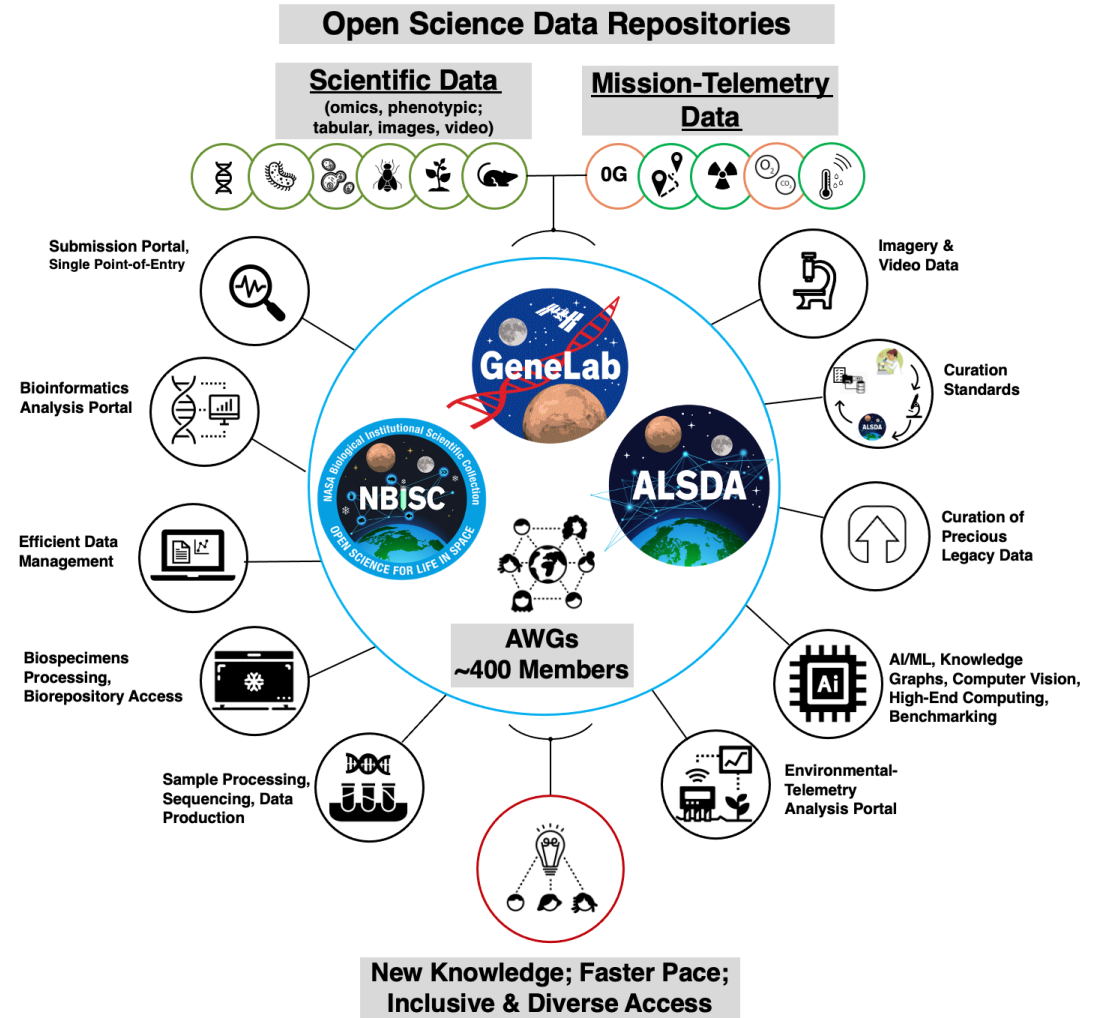 Open Science Data Repositories
Scientific Data
(omics, phenotypic;
tabular, images, video)
Mission-Telemetry
Data
0G
O2
CO2
Submission Portal,
Single Point-of-Entry
Imagery &
Video Data
GeneLab
Bioinformatics
Analysis Portal
Curation
Standards
ALSDA
NASA Biological Institutional Scientific Collection
NBiSC
OPEN SCIENCE FOR LIFE IN SPACE
ALSDA
Efficient Data
Management
Curation of
Precious
Legacy Data
AWGs
~400 Members
Biospecimens
Processing,
Biorepository Access
Ai
AI/ML, Knowledge
Graphs, Computer Vision,
High-End Computing,
Benchmarking
Sample Processing,
Sequencing, Data
Production
Environmental-
Telemetry
Analysis Portal
New Knowledge; Faster Pace;
Inclusive & Diverse Access